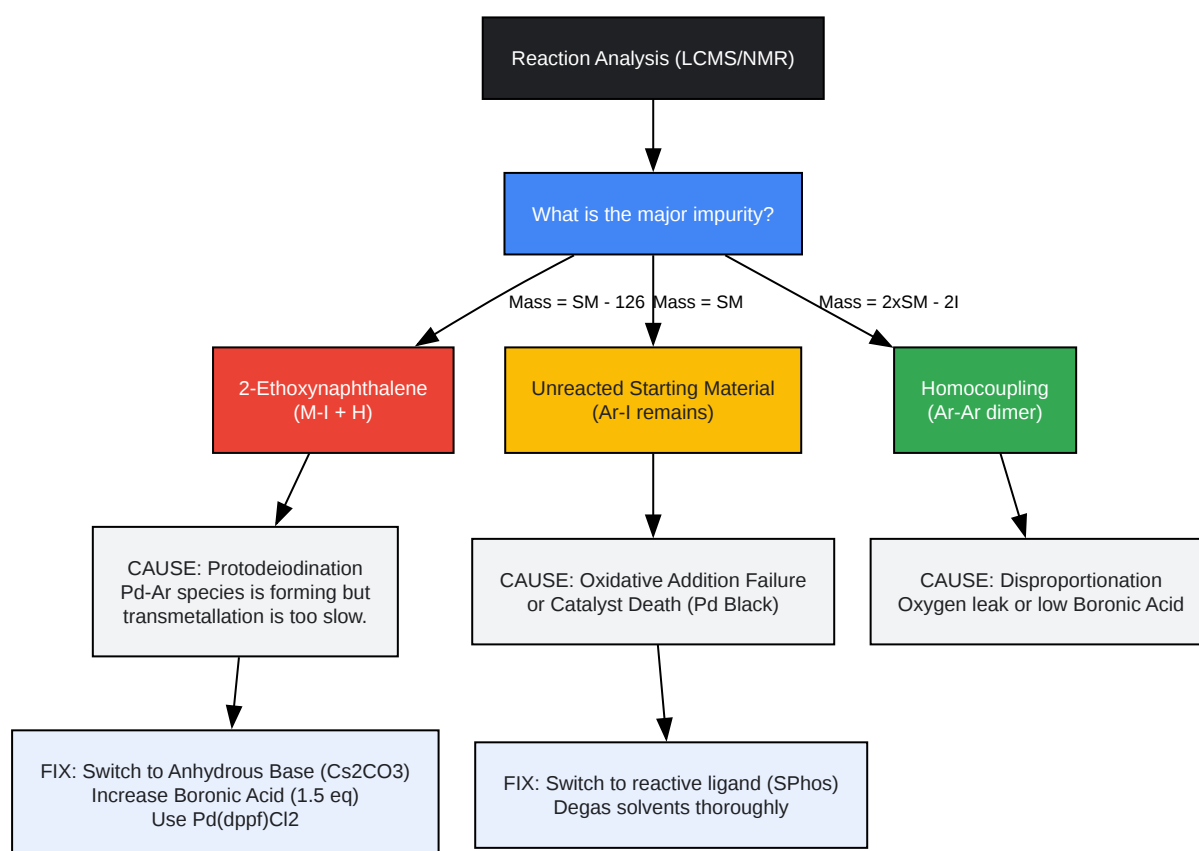 Reaction Analysis (LCMS/NMR)
What is the major impurity?
Mass = SM - 126
Mass = SM
Mass = 2xSM - 2I
2-Ethoxynaphthalene
(M-I + H)
Unreacted Starting Material
(Ar-I remains)
Homocoupling
(Ar-Ar dimer)
CAUSE: Protodeiodination
Pd-Ar species is forming but
transmetallation is too slow.
CAUSE: Oxidative Addition Failure
or Catalyst Death (Pd Black)
CAUSE: Disproportionation
Oxygen leak or low Boronic Acid
FIX: Switch to Anhydrous Base (Cs2CO3)
Increase Boronic Acid (1.5 eq)
Use Pd(dppf)Cl2
FIX: Switch to reactive ligand (SPhos)
Degas solvents thoroughly